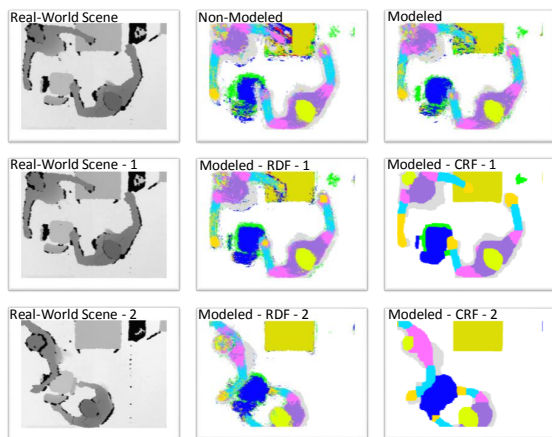 Real-World Scene
Non-Modeled
Modeled
Real-World Scene - 1
Modeled - RDF - 1
Modeled - CRF - 1
Real-World Scene - 2
Modeled - RDF - 2
Modeled - CRF - 2